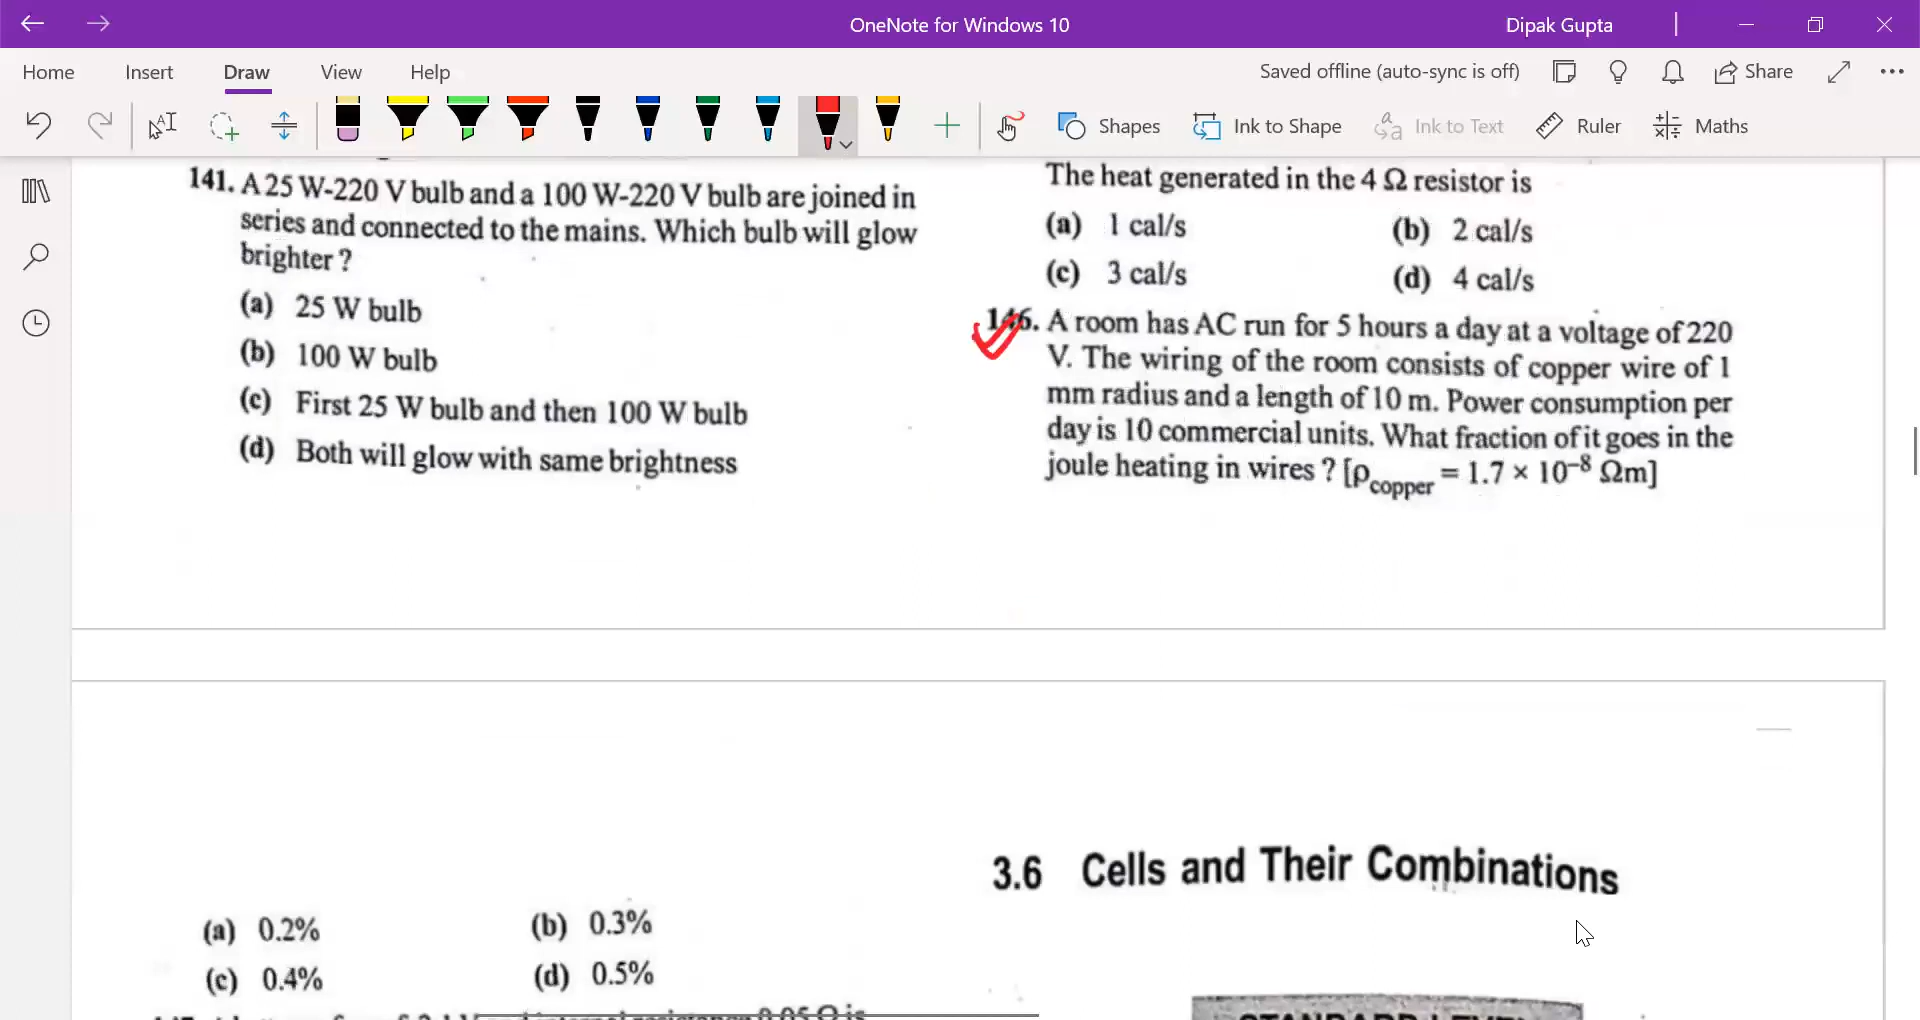 OneNote for Windows 10
Dipak Gupta
Home Insert Draw View Help
Saved offline (auto-sync is off)
Share
Shapes
Ink to Shape
Ink to Text
Ruler
Maths
141. A 25 W-220 V bulb and a 100 W-220 V bulb are joined in
series and connected to the mains. Which bulb will glow
brighter ?
(a) 25 W bulb
(b) 100 W bulb
(c) First 25 W bulb and then 100 W bulb
(d) Both will glow with same brightness
The heat generated in the 4 Ω resistor is
(a) 1 cal/s (b) 2 cal/s
(c) 3 cal/s (d) 4 cal/s
146. A room has AC run for 5 hours a day at a voltage of 220
V. The wiring of the room consists of copper wire of 1
mm radius and a length of 10 m. Power consumption per
day is 10 commercial units. What fraction of it goes in the
joule heating in wires ? [ρcopper = 1.7 × 10⁻⁸ Ωm]
(a) 0.2% (b) 0.3%
(c) 0.4% (d) 0.5%
3.6 Cells and Their Combinations